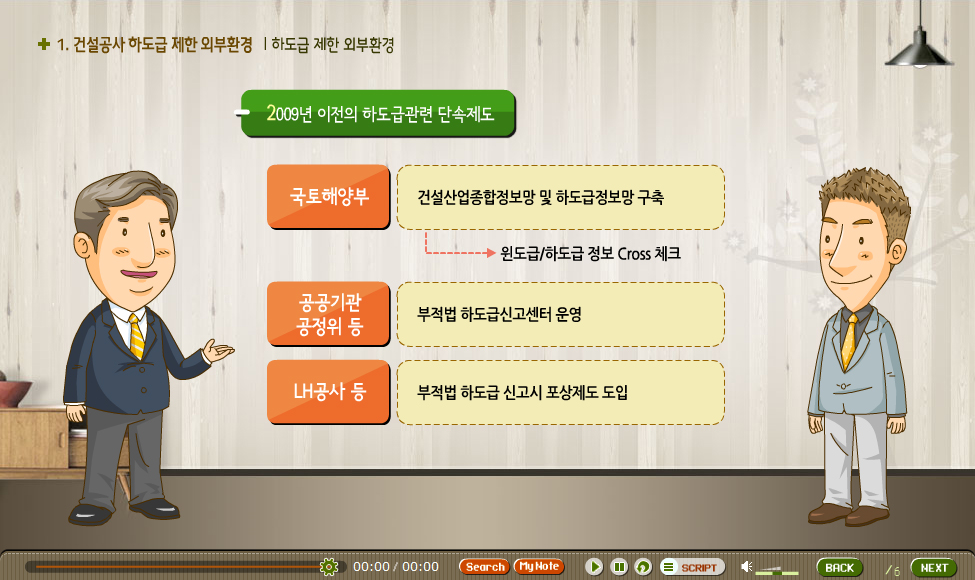 1. 건설공사 하도급 제한 외부환경 | 하도급 제한 외부환경
2009년 이전의 하도급관련 단속제도
국토해양부
건설산업종합정보망 및 하도급정보망 구축
윈도급/하도급 정보 Cross 체크
공공기관
공정위 등
부적법 하도급신고센터 운영
LH공사 등
부적법 하도급 신고시 포상제도 도입
00:00 / 00:00
Search
My Note
SCRIPT
BACK
/ 6
NEXT